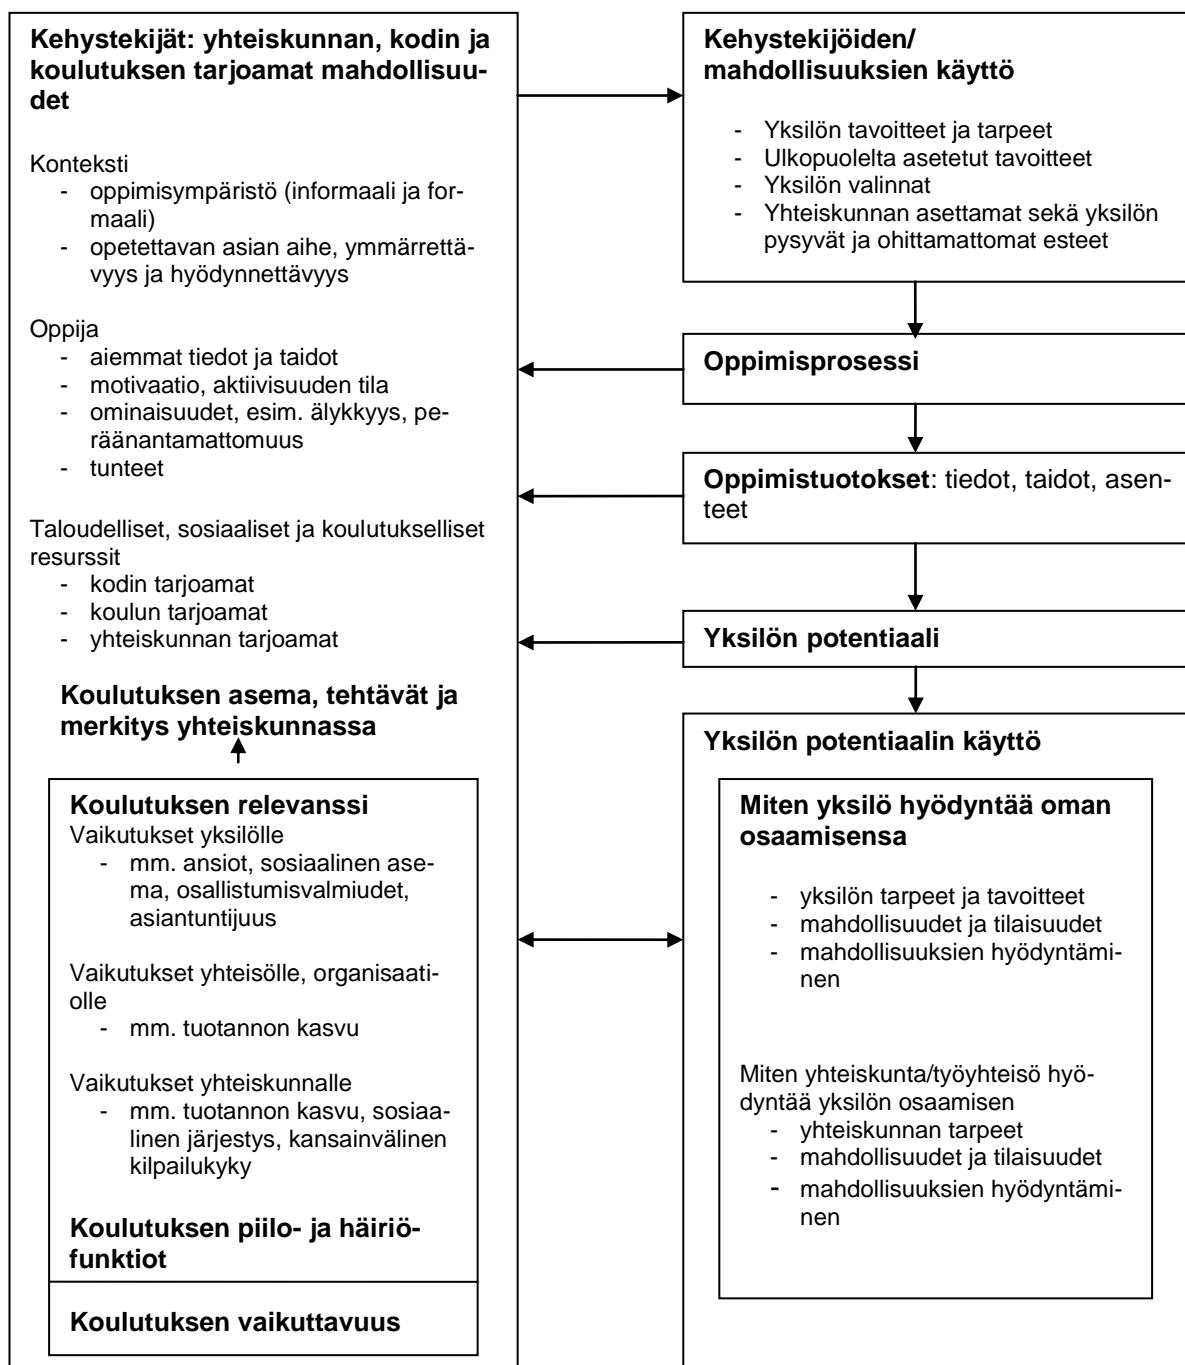 Kehystekijät: yhteiskunnan, kodin ja
koulutuksen tarjoamat mahdollisuu-
det
Konteksti
- oppimisympäristö (informaali ja for-
maali)
- opetettavan asian aihe, ymmärrettä-
vyys ja hyödynnettävyys
Oppija
- aiemmat tiedot ja taidot
- motivaatio, aktiivisuuden tila
- ominaisuudet, esim. älykkyys, pe-
räänantamattomuus
- tunteet
Taloudelliset, sosiaaliset ja koulutukselliset
resurssit
- kodin tarjoamat
- koulun tarjoamat
- yhteiskunnan tarjoamat
Koulutuksen asema, tehtävät ja
merkitys yhteiskunnassa
Koulutuksen relevanssi
Vaikutukset yksilölle
- mm. ansiot, sosiaalinen ase-
ma, osallistumisvalmiudet,
asiantuntijuus
Vaikutukset yhteisölle, organisaati-
olle
- mm. tuotannon kasvu
Vaikutukset yhteiskunnalle
- mm. tuotannon kasvu, sosiaa-
linen järjestys, kansainvälinen
kilpailukyky
Koulutuksen piilo- ja häiriö-
funktiot
Koulutuksen vaikuttavuus
Kehystekijöiden/
mahdollisuuksien käyttö
- Yksilön tavoitteet ja tarpeet
- Ulkopuolelta asetetut tavoitteet
- Yksilön valinnat
- Yhteiskunnan asettamat sekä yksilön
pysyvät ja ohittamattomat esteet
Oppimisprosessi
Oppimistuotokset: tiedot, taidot, asen-
teet
Yksilön potentiaali
Yksilön potentiaalin käyttö
Miten yksilö hyödyntää oman
osaamisensa
- yksilön tarpeet ja tavoitteet
- mahdollisuudet ja tilaisuudet
- mahdollisuuksien hyödyntämi-
nen
Miten yhteiskunta/työyhteisö hyö-
dyntää yksilön osaamisen
- yhteiskunnan tarpeet
- mahdollisuudet ja tilaisuudet
- mahdollisuuksien hyödyntämi-
nen